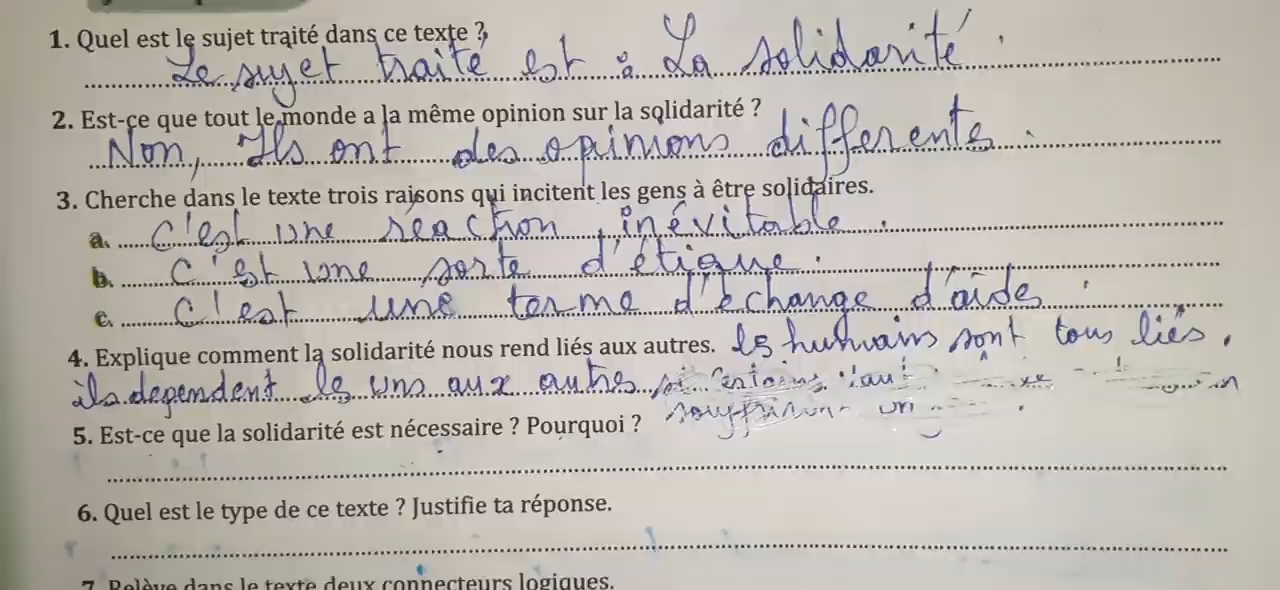 1. Quel est le sujet traité dans ce texte ?
Le sujet traité est : La solidarité.
2. Est-ce que tout le monde a la même opinion sur la solidarité ?
Non, Ils ont des opinions differents.
3. Cherche dans le texte trois raisons qui incitent les gens à être solidaires.
a. C'est une réaction inévitable.
b. C'est une sorte d'étique.
c. C'est une terme d'échange d'aide.
4. Explique comment la solidarité nous rend liés aux autres. les humains sont tous liés,
ils dependent les uns aux autres
5. Est-ce que la solidarité est nécessaire ? Pourquoi ?
6. Quel est le type de ce texte ? Justifie ta réponse.
7. Relève dans le texte deux connecteurs logiques.